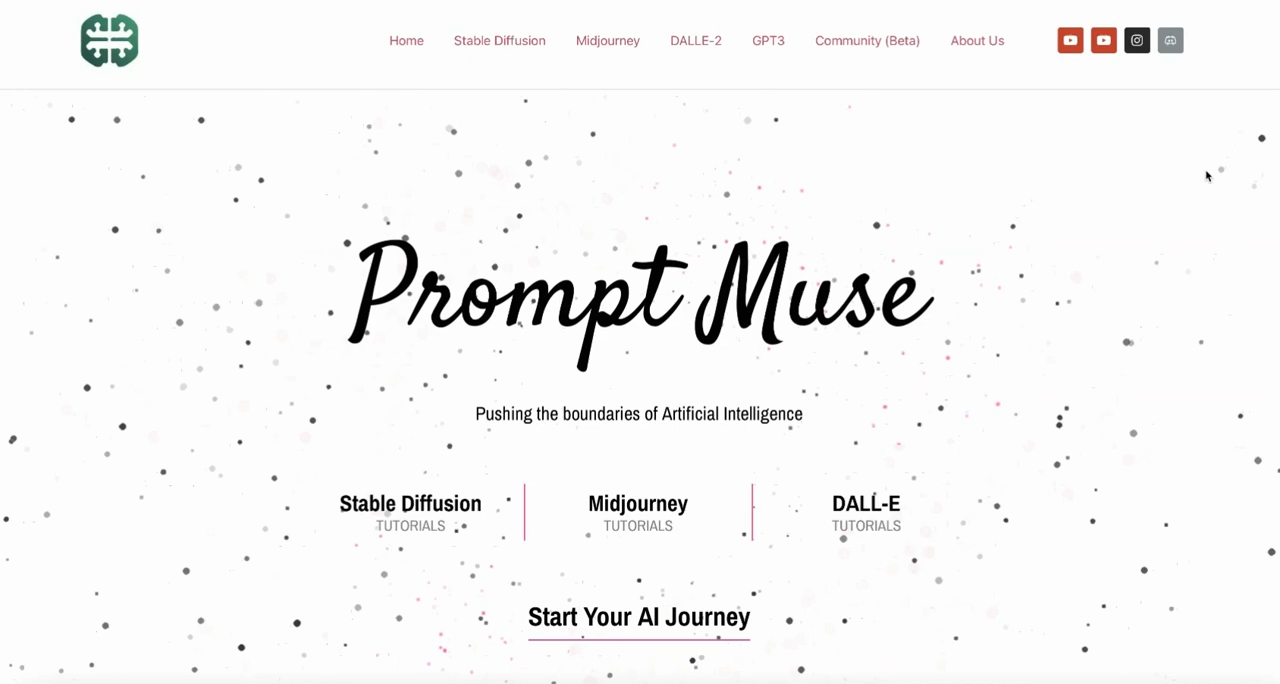 Home Stable Diffusion Midjourney DALLE-2 GPT3 Community (Beta) About Us
Prompt Muse
Pushing the boundaries of Artificial Intelligence
Stable Diffusion Midjourney DALL-E
TUTORIALS TUTORIALS TUTORIALS
Start Your AI Journey